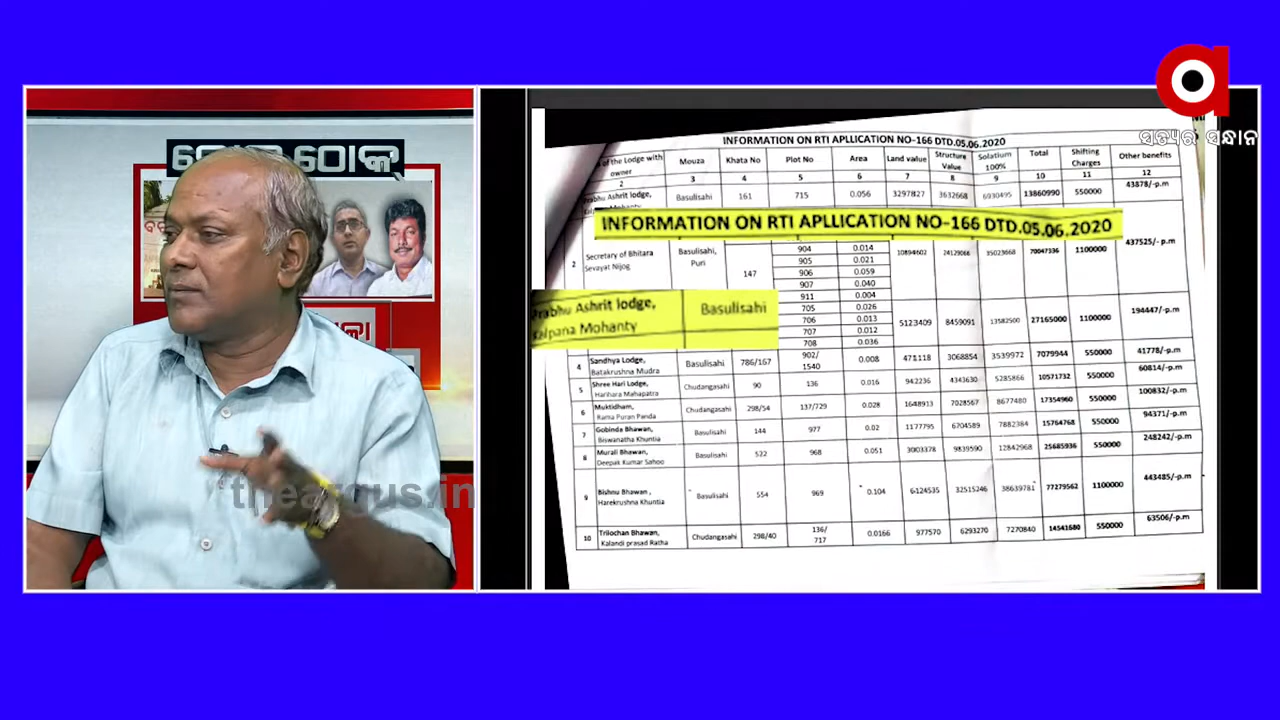 ସତ୍ୟର ସନ୍ଧାନ
ଠୋକ୍
theargus.in
INFORMATION ON RTI APLLICATION NO-166 DTD.05.06.2020
of the Lodge with owner Mouza Khata No Plot No Area Land value Structure Value Solatium 100% Total Shifting Charges Other benefits
2 3 4 5 6 7 8 9 10 11 12
Prabhu Ashrit lodge, Basulisahi 161 715 0.056 3297827 3632668 6930495 13860990 550000 43878/-p.m
INFORMATION ON RTI APLLICATION NO-166 DTD.05.06.2020
2 Secretary of Bhitara Sevayat Nijog Basulisahi, Puri 147 10894602 24129066 35023668 70047336 1100000 437525/-p.m
904 0.014
905 0.021
906 0.059
907 0.040
911 0.004
Prabhu Ashrit lodge, Basulisahi
Kalpana Mohanty
705 0.026
706 0.013 5123409 8459091 13582500 27165000 1100000 194447/-p.m
707 0.012
708 0.036
4 Sandhya Lodge, Batakrushna Mudra Basulisahi 786/167 902/1540 0.008 471118 3068854 3539972 7079944 550000 41778/-p.m
5 Shree Hari Lodge, Harihara Mahapatra Chudangasahi 90 136 0.016 942236 4343630 5285866 10571732 550000 60814/-p.m
6 Muktidham, Rama Puran Panda Chudangasahi 298/54 137/729 0.028 1648913 7028567 8677480 17354960 550000 100832/-p.m
7 Gobinda Bhawan, Biswanatha Khuntia Basulisahi 144 977 0.02 1177795 6704589 7882384 15764768 550000 94371/-p.m
8 Murali Bhawan, Deepak Kumar Sahoo Basulisahi 522 968 0.051 3003378 9839590 12842968 25685936 550000 248242/-p.m
9 Bishnu Bhawan, Harekrushna Khuntia Basulisahi 554 969 0.104 6124535 32515246 38639781 77279562 1100000 443485/-p.m
10 Trilochan Bhawan, Kalandi prasad Ratha Chudangasahi 298/40 136/717 0.0166 977570 6293270 7270840 14541680 550000 63506/-p.m